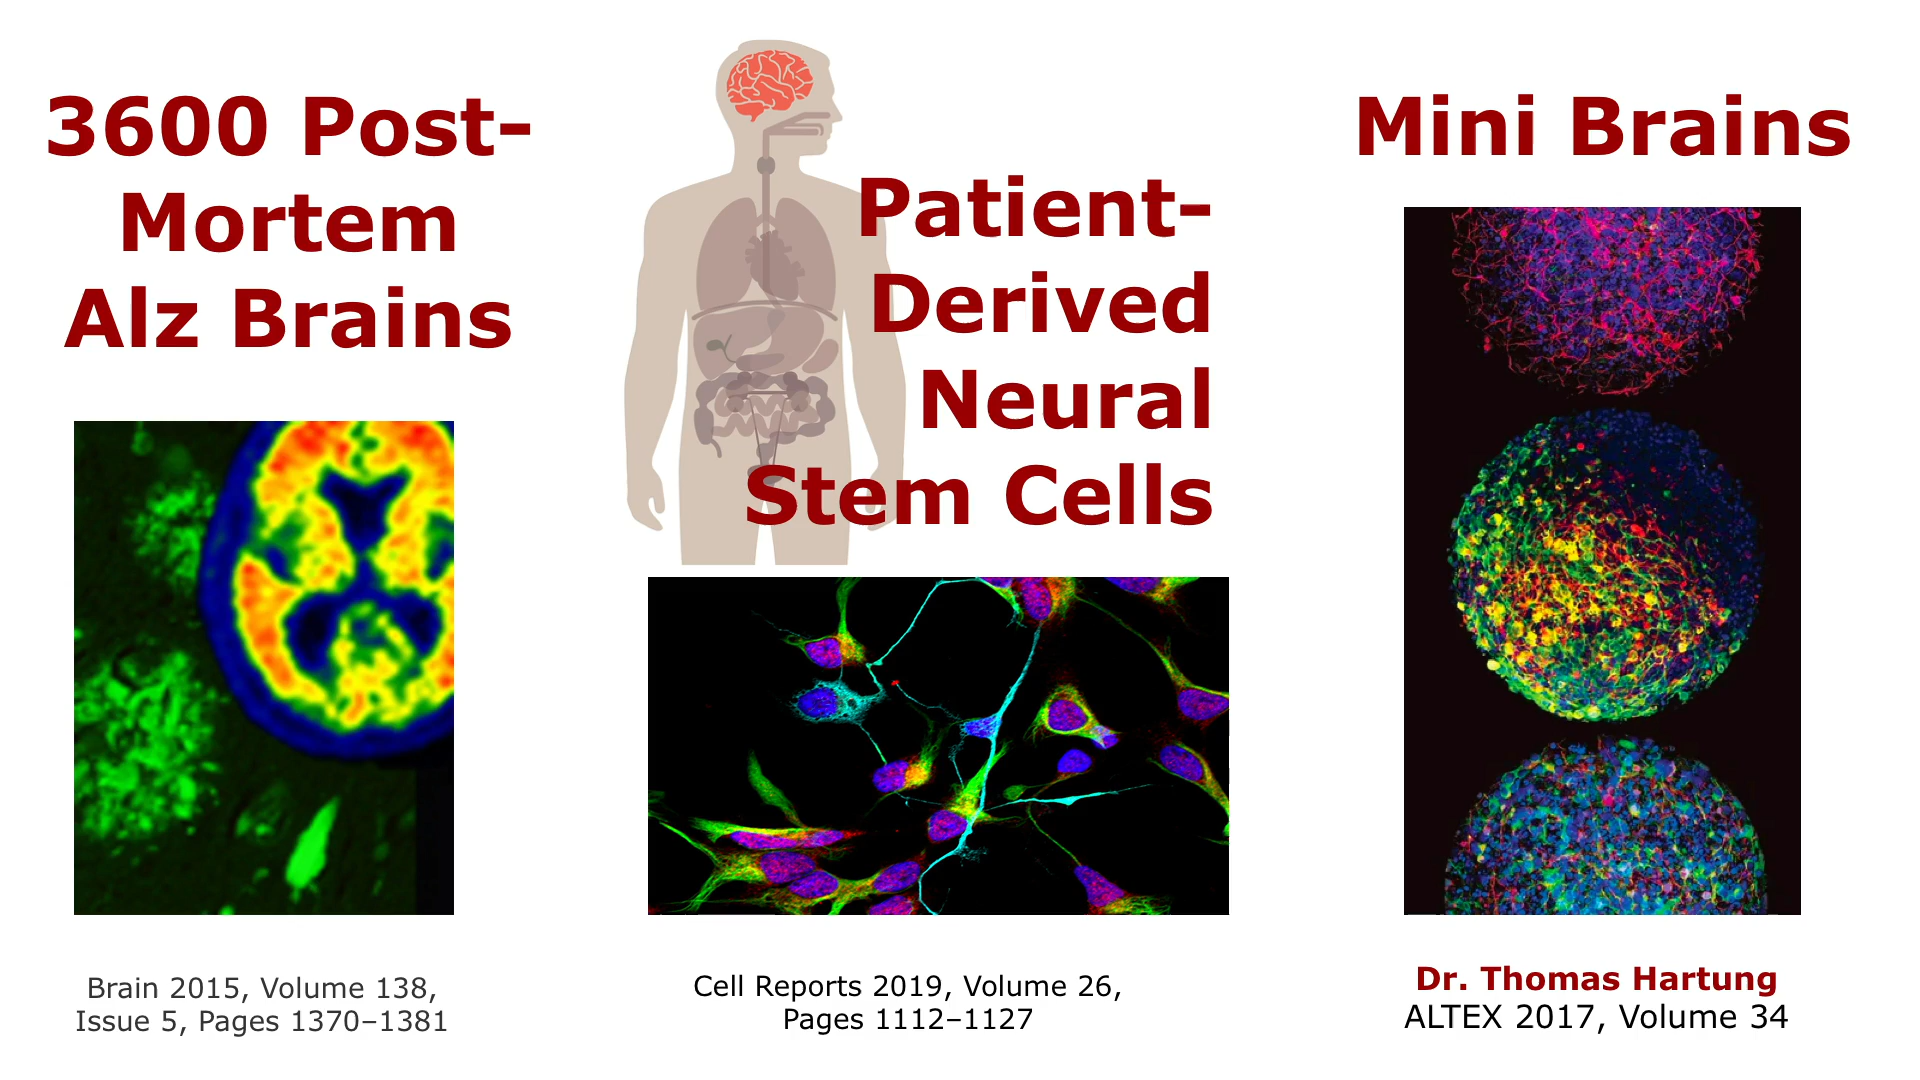 3600 Post-
Mortem
Alz Brains
Brain 2015, Volume 138,
Issue 5, Pages 1370–1381
Patient-
Derived
Neural
Stem Cells
Cell Reports 2019, Volume 26,
Pages 1112–1127
Mini Brains
Dr. Thomas Hartung
ALTEX 2017, Volume 34